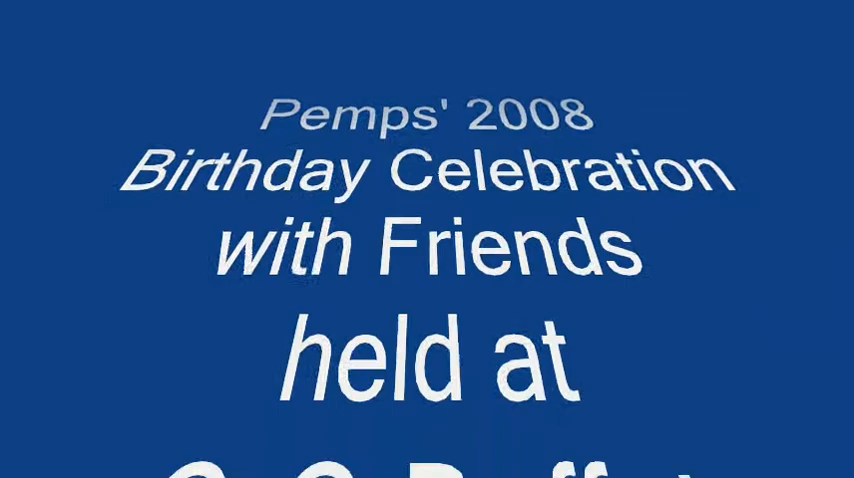 Pemps' 2008
Birthday Celebration
with Friends
held at